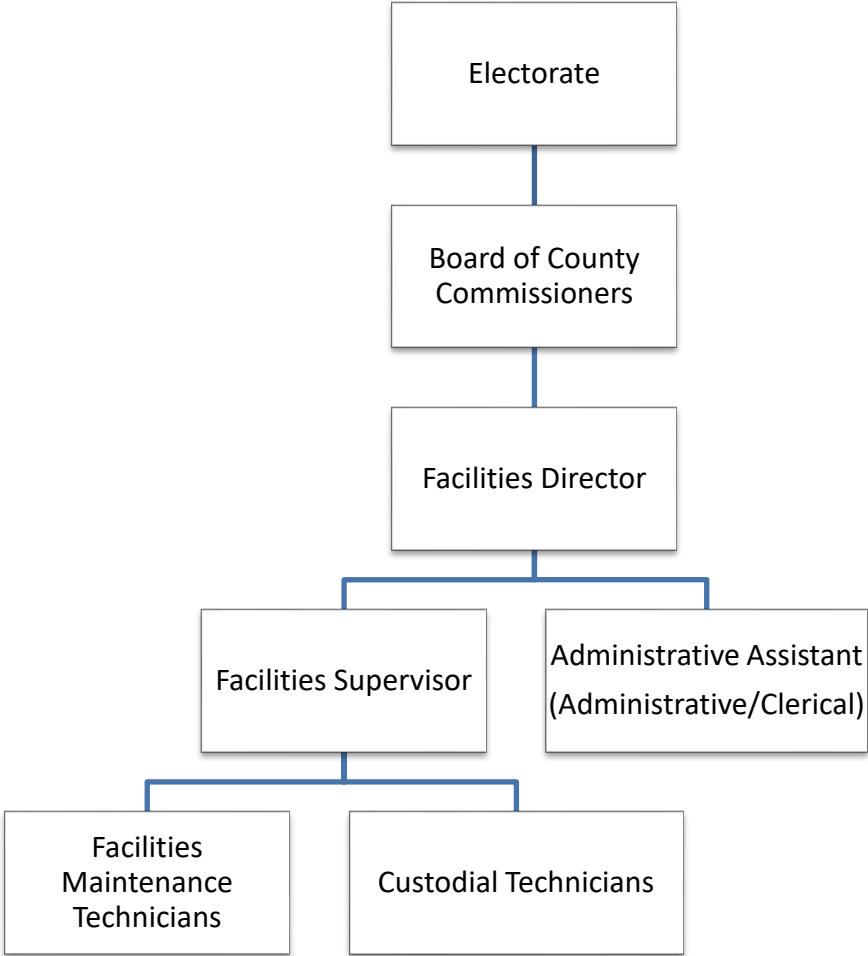 Electorate
Board of County
Commissioners
Facilities Director
Facilities Supervisor
Administrative Assistant
(Administrative/Clerical)
Facilities
Maintenance
Technicians
Custodial Technicians